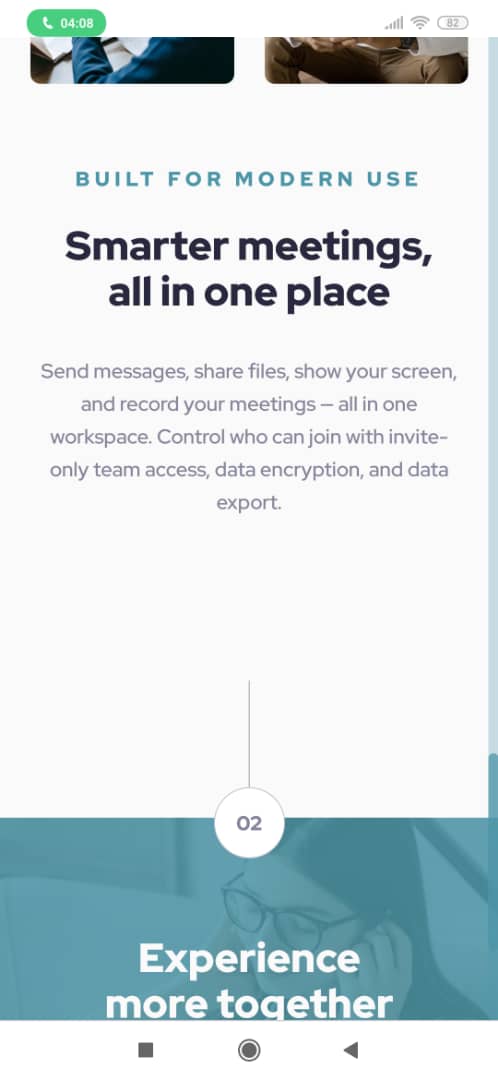 04:08
82
BUILT FOR MODERN USE
Smarter meetings,
all in one place
Send messages, share files, show your screen,
and record your meetings — all in one
workspace. Control who can join with invite-
only team access, data encryption, and data
export.
02
Experience
more together